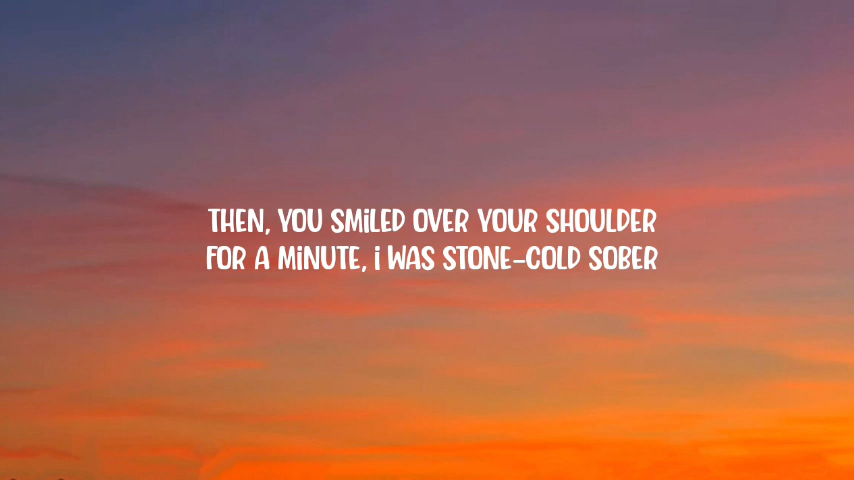 THEN, YOU SMiLED OVER YOUR SHOULDER
FOR A MiNUTE, i WAS STONE-COLD SOBER